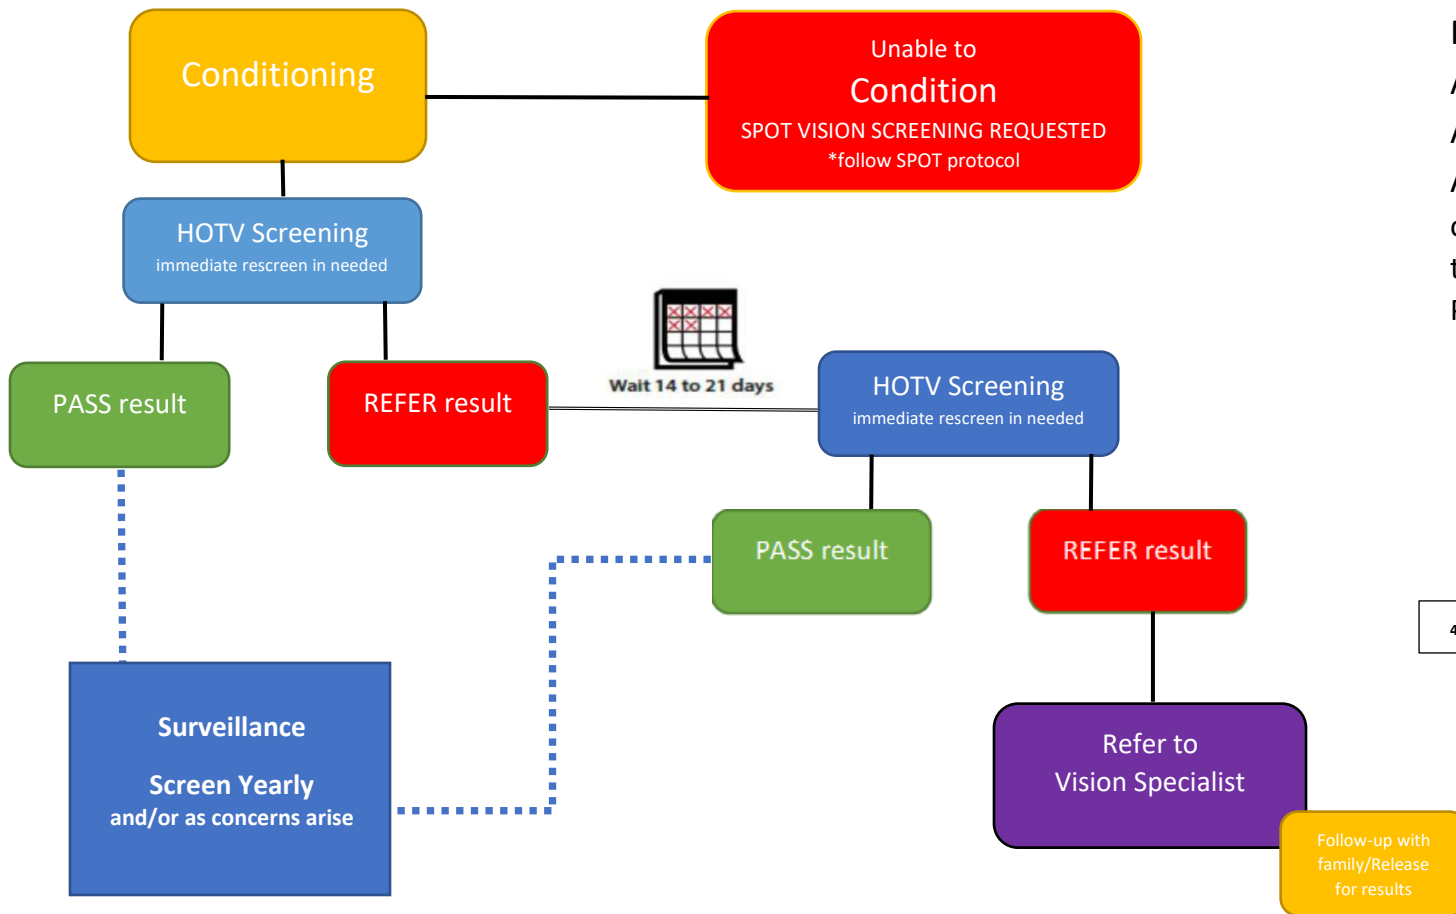 Conditioning
Unable to
Condition
SPOT VISION SCREENING REQUESTED
*follow SPOT protocol
HOTV Screening
immediate rescreen in needed
Wait 14 to 21 days
PASS result
REFER result
HOTV Screening
immediate rescreen in needed
PASS result
REFER result
Surveillance
Screen Yearly
and/or as concerns arise
Refer to
Vision Specialist
Follow-up with
family/Release
for results
4